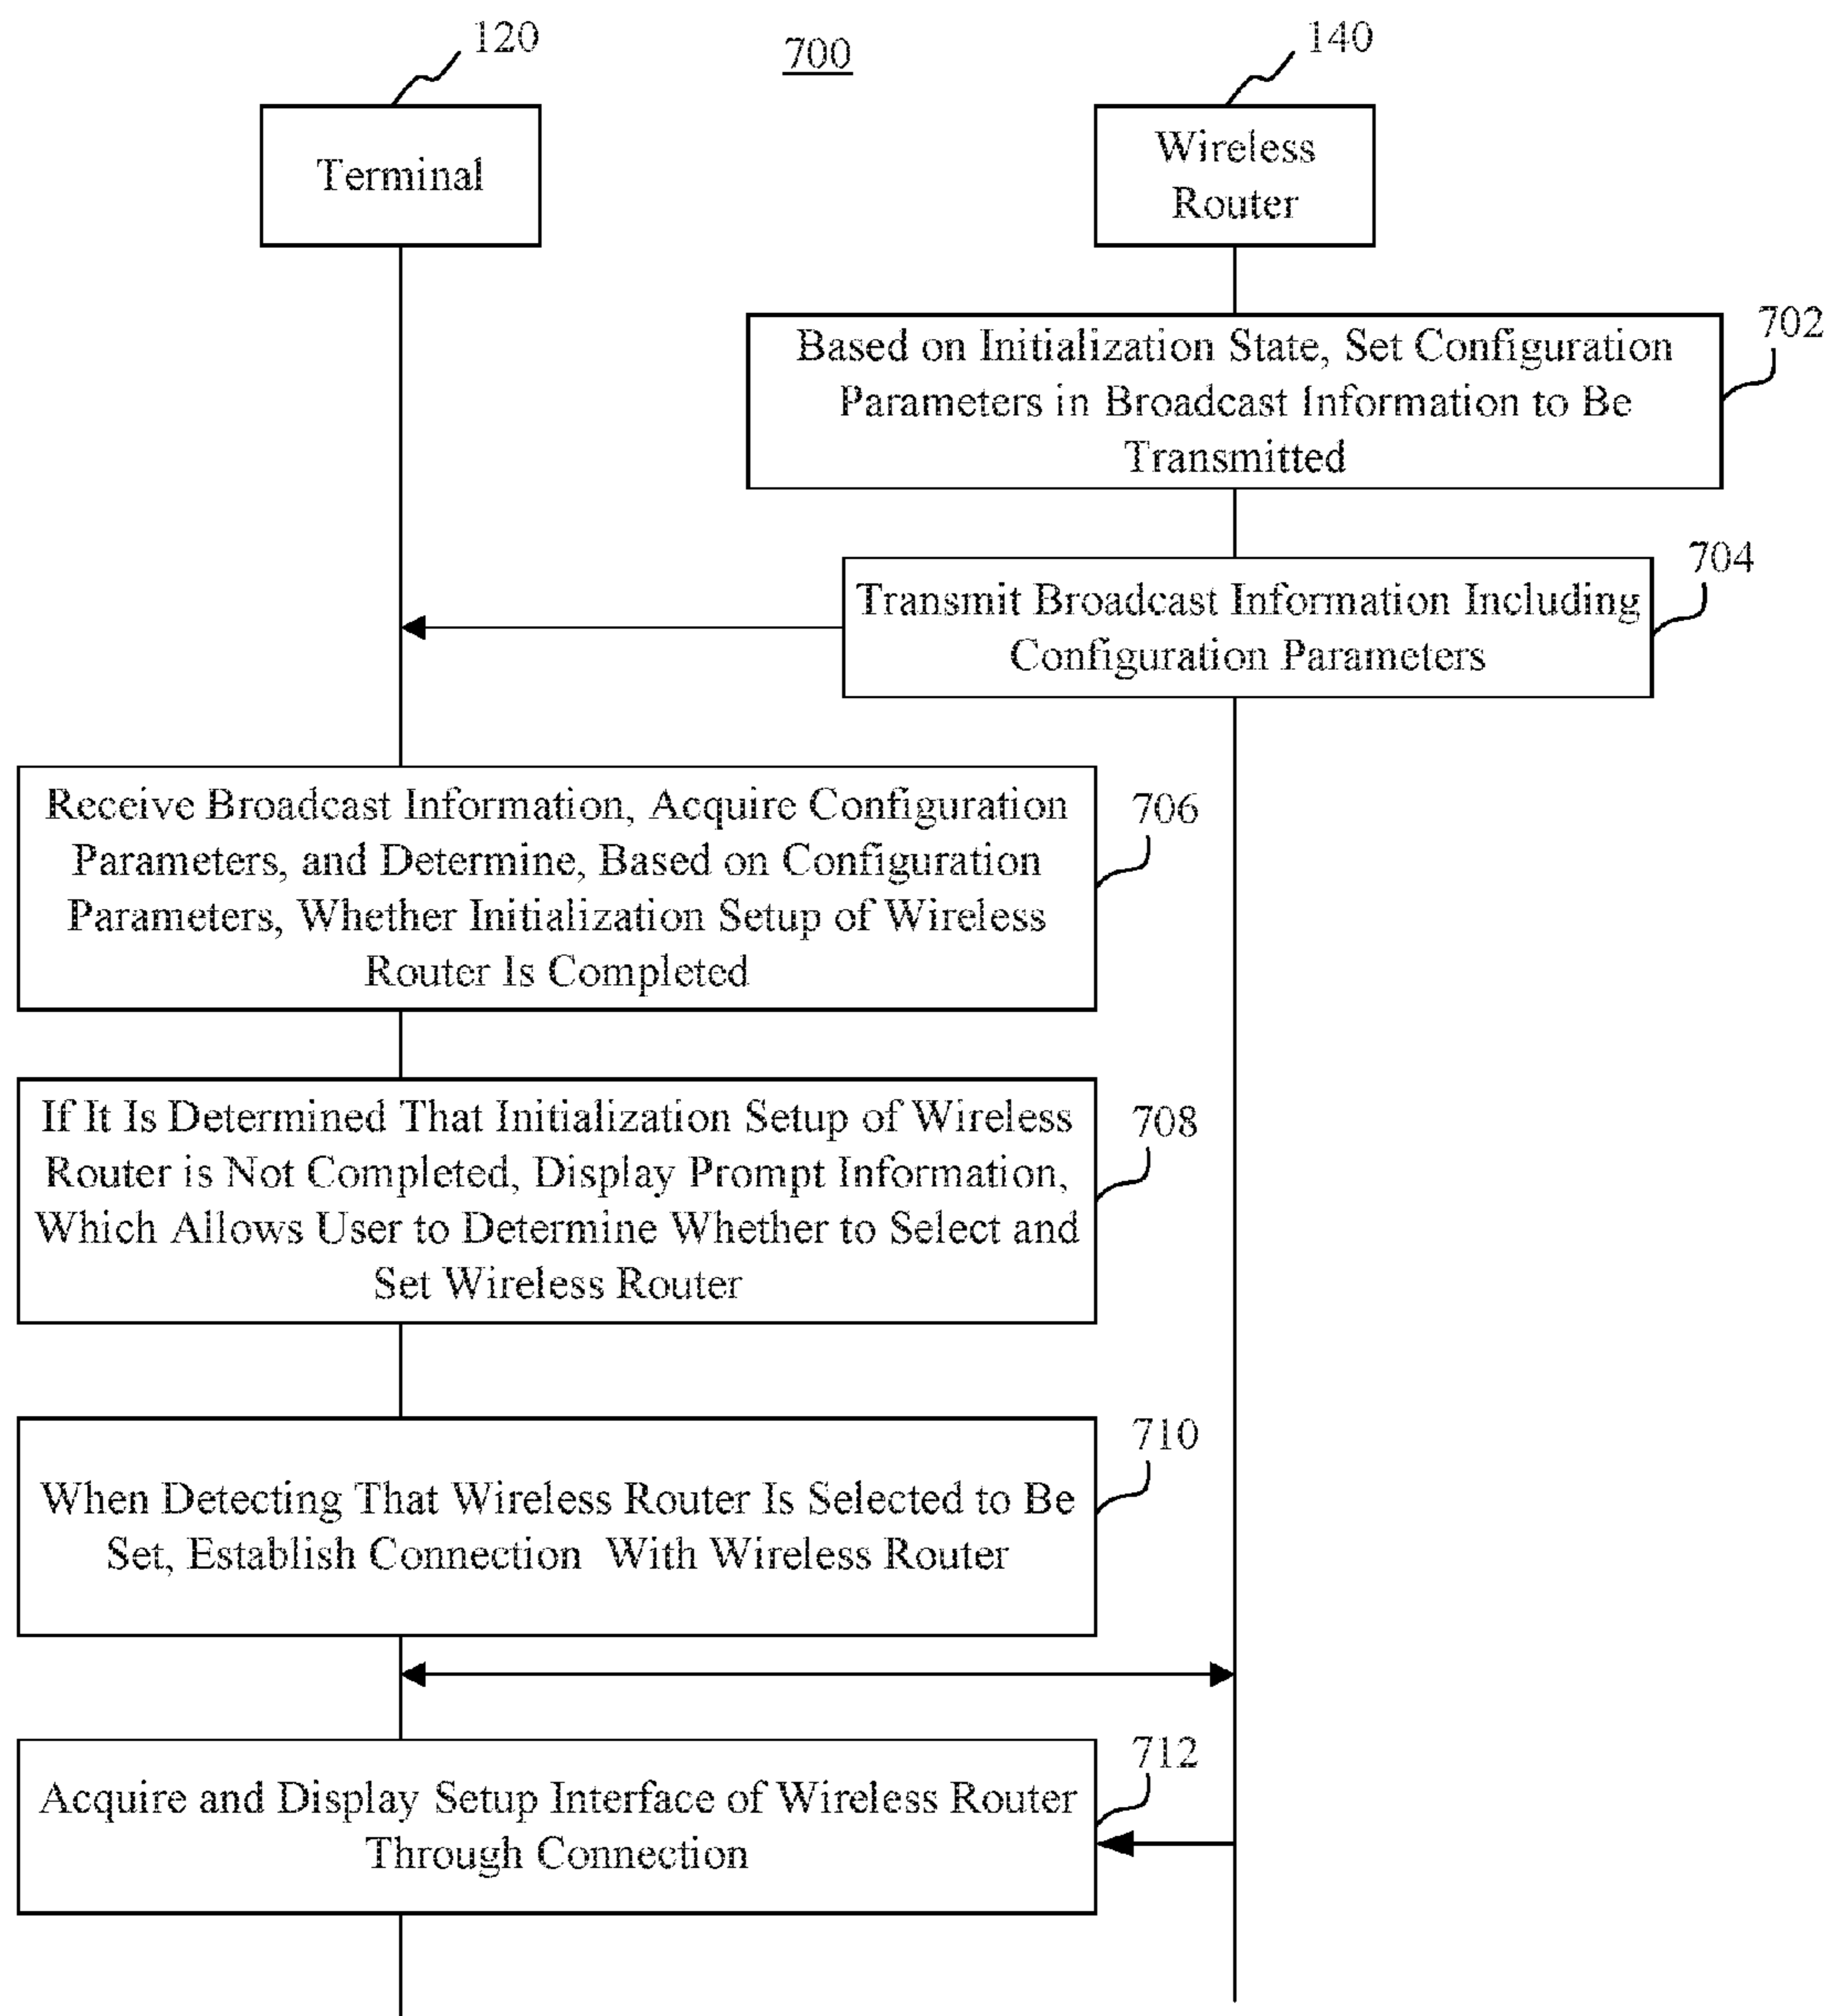 120
700
140
Terminal
Wireless
Router
702
Based on Initialization State, Set Configuration
Parameters in Broadcast Information to Be
Transmitted
704
Transmit Broadcast Information Including
Configuration Parameters
706
Receive Broadcast Information, Acquire Configuration
Parameters, and Determine, Based on Configuration
Parameters, Whether Initialization Setup of Wireless
Router Is Completed
708
If It Is Determined That Initialization Setup of Wireless
Router is Not Completed, Display Prompt Information,
Which Allows User to Determine Whether to Select and
Set Wireless Router
710
When Detecting That Wireless Router Is Selected to Be
Set, Establish Connection With Wireless Router
712
Acquire and Display Setup Interface of Wireless Router
Through Connection